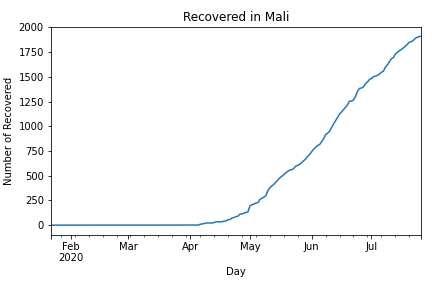 Recovered in Mali
Number of Recovered
2000
1750
1500
1250
1000
750
500
250
0
Feb
2020
Mar
Apr
May
Jun
Jul
Day